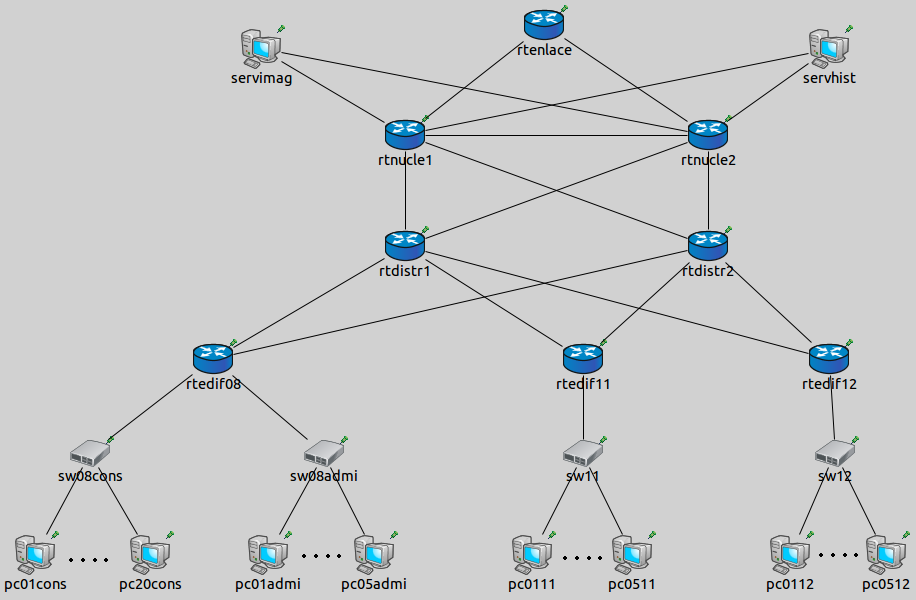 rtenlace
servimag
servhist
rtnucle1
rtnucle2
rtdistr1
rtdistr2
rtedif08
rtedif11
rtedif12
sw08cons
sw08admi
sw11
sw12
pc01cons
pc20cons
pc01admi
pc05admi
pc0111
pc0511
pc0112
pc0512